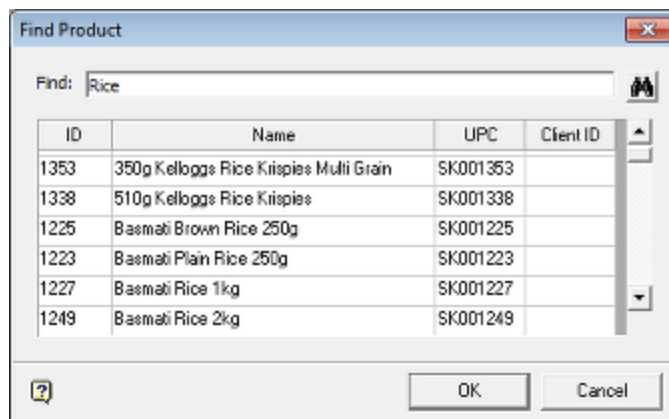 Find Product
Find: Rice
ID Name UPC Client ID
1353 350g Kelloggs Rice Krispies Multi Grain SK001353
1338 510g Kelloggs Rice Krispies SK001338
1225 Basmati Brown Rice 250g SK001225
1223 Basmati Plain Rice 250g SK001223
1227 Basmati Rice 1kg SK001227
1249 Basmati Rice 2kg SK001249
OK Cancel